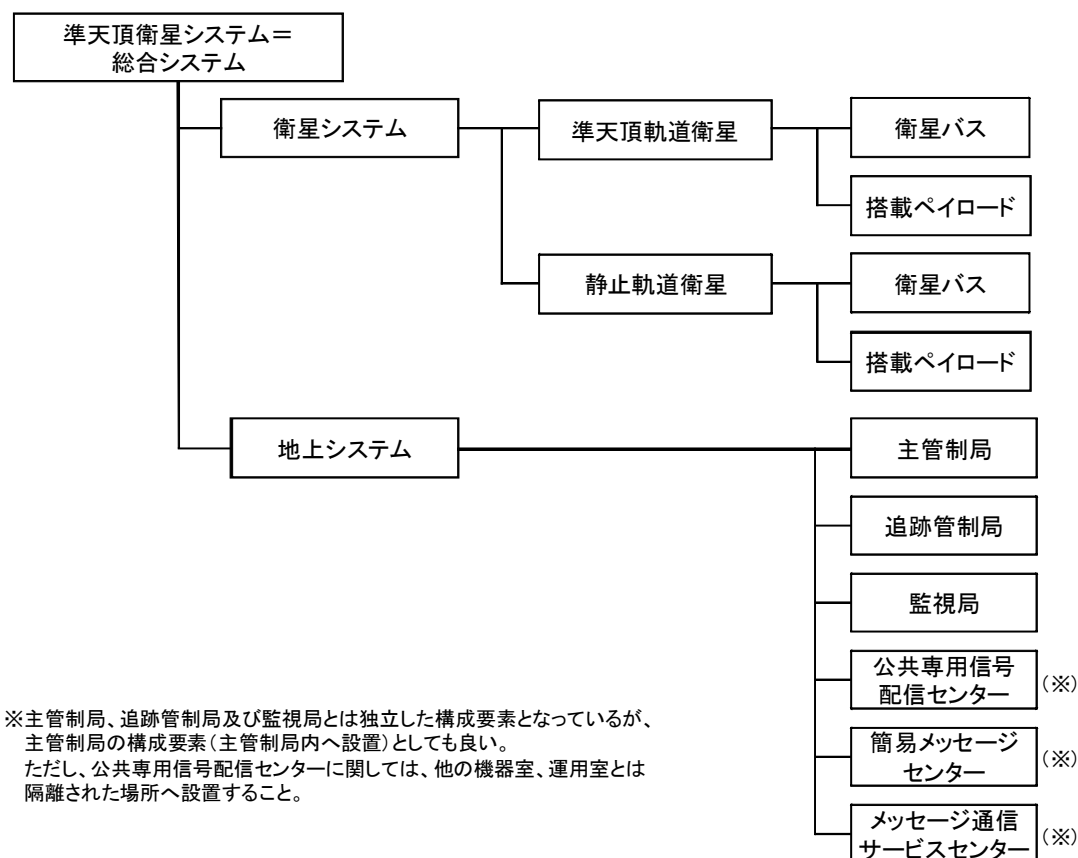 準天頂衛星システム＝
総合システム
衛星システム
準天頂軌道衛星
衛星バス
搭載ペイロード
静止軌道衛星
衛星バス
搭載ペイロード
地上システム
主管制局
追跡管制局
監視局
公共専用信号
配信センター
（※）
簡易メッセージ
センター
（※）
メッセージ通信
サービスセンター
（※）
※主管制局、追跡管制局及び監視局とは独立した構成要素となっているが、
主管制局の構成要素（主管制局内へ設置）としても良い。
ただし、公共専用信号配信センターに関しては、他の機器室、運用室とは
隔離された場所へ設置すること。